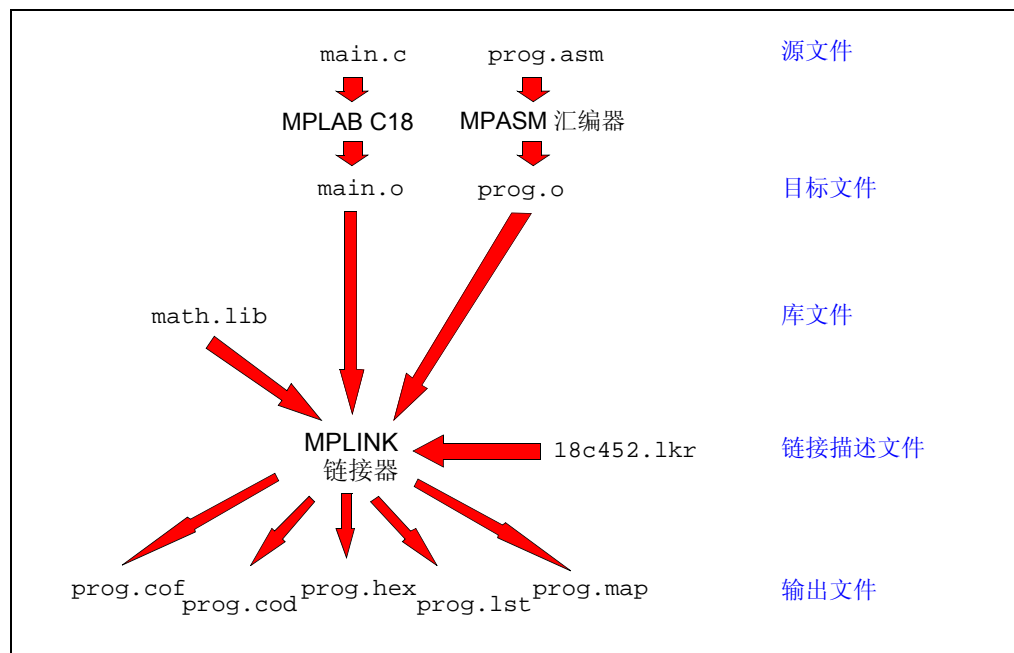 main.c prog.asm 源文件
MPLAB C18 MPASM 汇编器
main.o prog.o 目标文件
math.lib 库文件
MPLINK
链接器
18c452.lkr 链接描述文件
prog.cof prog.cod prog.hex prog.lst prog.map 输出文件